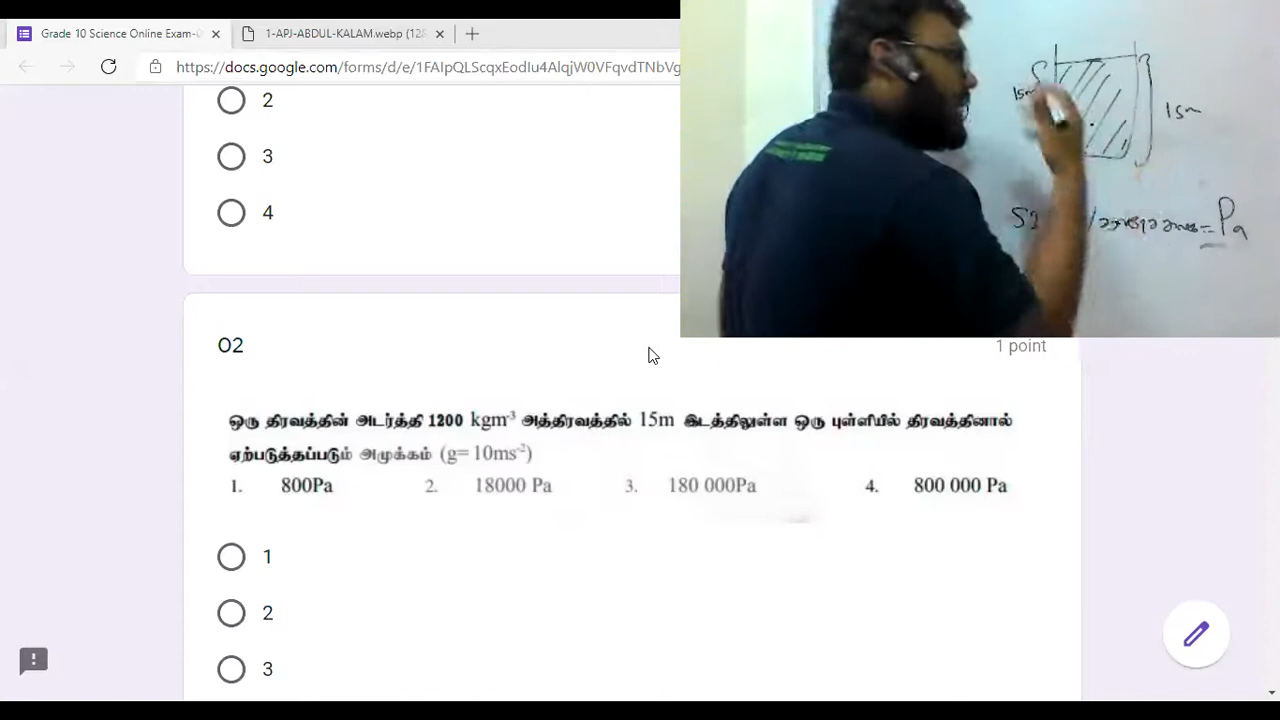 Grade 10 Science Online Exam-
1-APJ-ABDUL-KALAM.webp (12
https://docs.google.com/forms/d/e/1FAIpQLScqxEodIu4AlqjW0VFqvdTNbVg
2
3
4
15m
15m
Pa
02
1 point
ஒரு திரவத்தின் அடர்த்தி 1200 kgm-3 அத்திரவத்தில் 15m இடத்திலுள்ள ஒரு புள்ளியில் திரவத்தினால்
ஏற்படுத்தப்படும் அமுக்கம் (g= 10ms-2)
1. 800Pa 2. 18000 Pa 3. 180 000Pa 4. 800 000 Pa
1
2
3